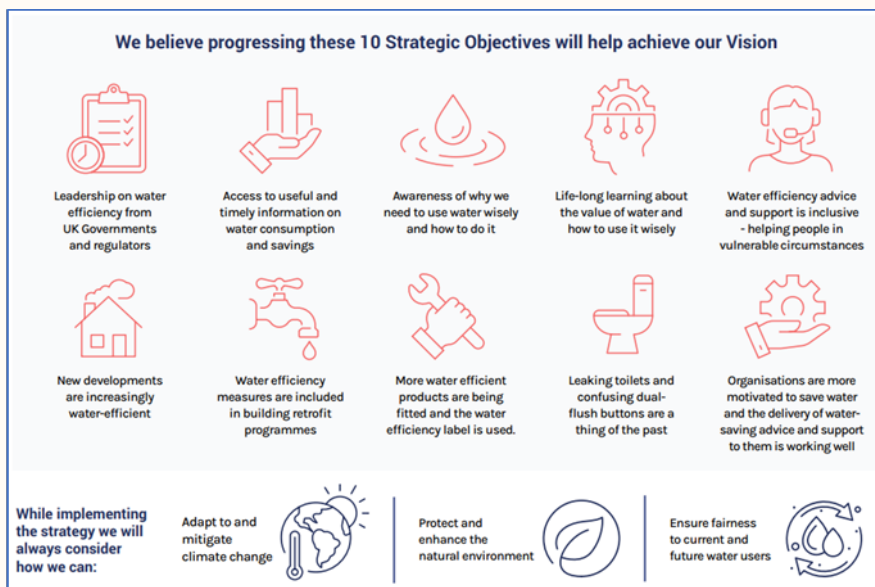 We believe progressing these 10 Strategic Objectives will help achieve our Vision
Leadership on water
efficiency from
UK Governments
and regulators
Access to useful and
timely information on
water consumption
and savings
Awareness of why we
need to use water wisely
and how to do it
Life-long learning about
the value of water and
how to use it wisely
Water efficiency advice
and support is inclusive
- helping people in
vulnerable circumstances
New developments
are increasingly
water-efficient
Water efficiency
measures are included
in building retrofit
programmes
More water efficient
products are being
fitted and the water
efficiency label is used.
Leaking toilets and
confusing dual-
flush buttons are a
thing of the past
Organisations are more
motivated to save water
and the delivery of water-
saving advice and support
to them is working well
While implementing
the strategy we will
always consider
how we can:
Adapt to and
mitigate
climate change
Protect and
enhance the
natural environment
Ensure fairness
to current and
future water users